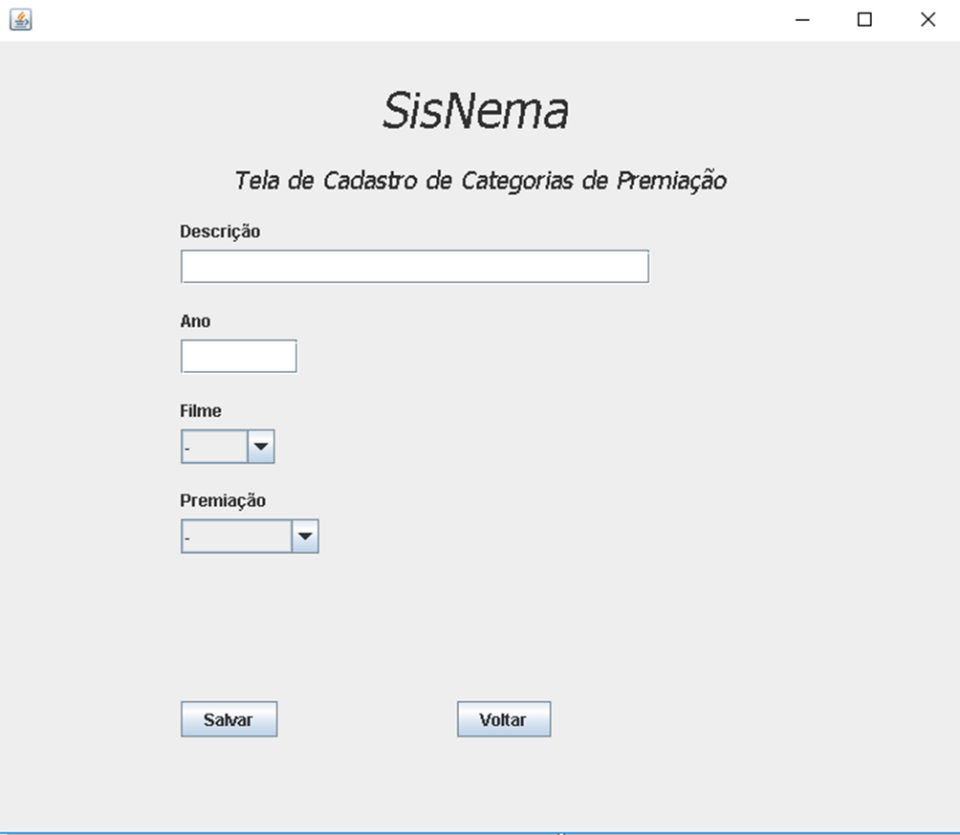 SisNema
Tela de Cadastro de Categorias de Premiação
Descrição
Ano
Filme
-
Premiação
-
Salvar Voltar